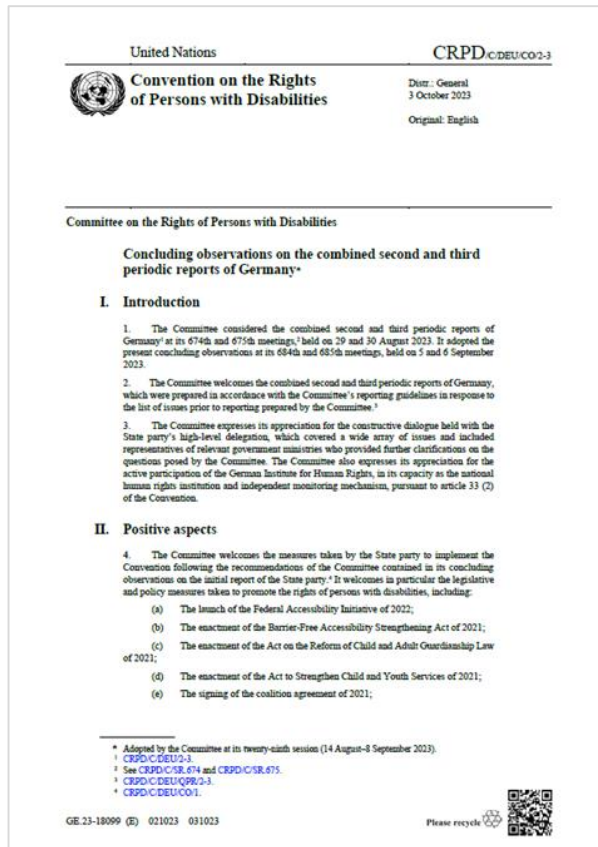 United Nations
CRPD/C/DEU/CO/2-3
Convention on the Rights
of Persons with Disabilities
Distr.: General
3 October 2023
Original: English
Committee on the Rights of Persons with Disabilities
Concluding observations on the combined second and third
periodic reports of Germany*
I. Introduction
1. The Committee considered the combined second and third periodic reports of
Germany¹ at its 674th and 675th meetings,² held on 29 and 30 August 2023. It adopted the
present concluding observations at its 684th and 685th meetings, held on 5 and 6 September
2023.
2. The Committee welcomes the combined second and third periodic reports of Germany,
which were prepared in accordance with the Committee's reporting guidelines in response to
the list of issues prior to reporting prepared by the Committee.³
3. The Committee expresses its appreciation for the constructive dialogue held with the
State party's high-level delegation, which covered a wide array of issues and included
representatives of relevant government ministries who provided further clarifications on the
questions posed by the Committee. The Committee also expresses its appreciation for the
active participation of the German Institute for Human Rights, in its capacity as the national
human rights institution and independent monitoring mechanism, pursuant to article 33 (2)
of the Convention.
II. Positive aspects
4. The Committee welcomes the measures taken by the State party to implement the
Convention following the recommendations of the Committee contained in its concluding
observations on the initial report of the State party.⁴ It welcomes in particular the legislative
and policy measures taken to promote the rights of persons with disabilities, including:
(a) The launch of the Federal Accessibility Initiative of 2022;
(b) The enactment of the Barrier-Free Accessibility Strengthening Act of 2021;
(c) The enactment of the Act on the Reform of Child and Adult Guardianship Law
of 2021;
(d) The enactment of the Act to Strengthen Child and Youth Services of 2021;
(e) The signing of the coalition agreement of 2021;
* Adopted by the Committee at its twenty-ninth session (14 August–8 September 2023).
¹ CRPD/C/DEU/2-3.
² See CRPD/C/SR.674 and CRPD/C/SR.675.
³ CRPD/C/DEU/QPR/2-3.
⁴ CRPD/C/DEU/CO/1.
GE.23-18099 (E) 021023 031023
Please recycle